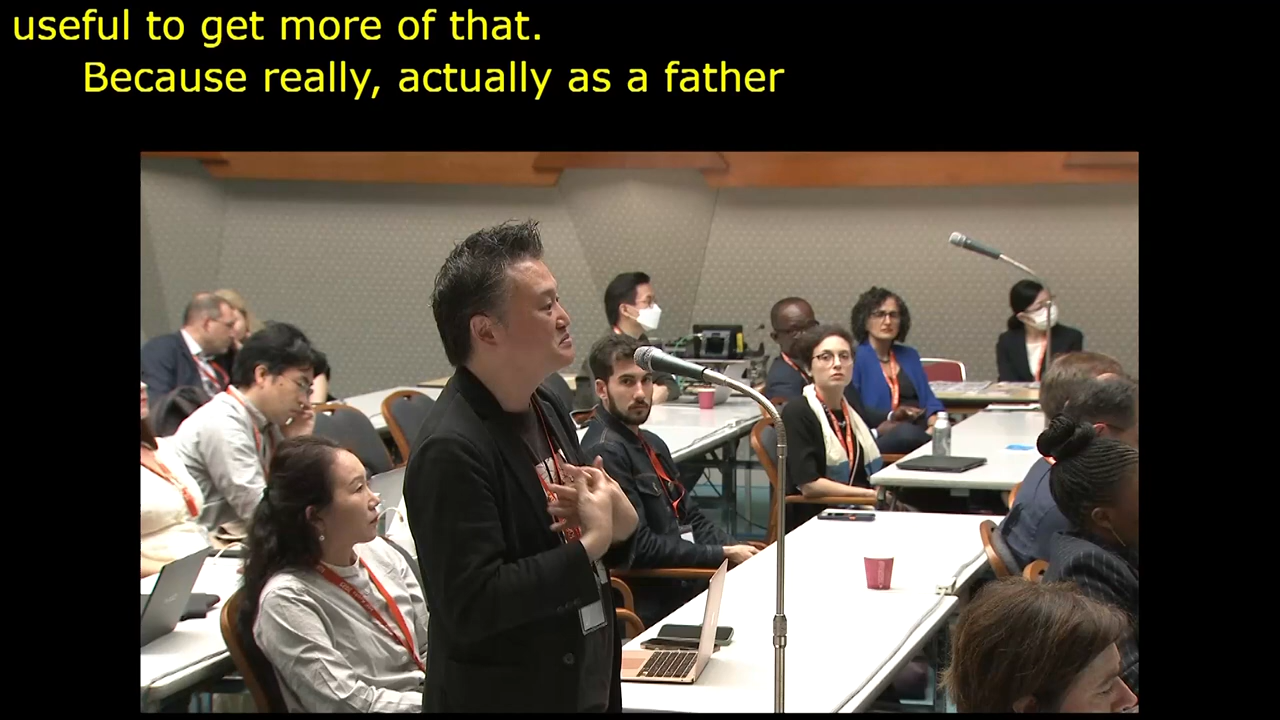 useful to get more of that.
Because really, actually as a father